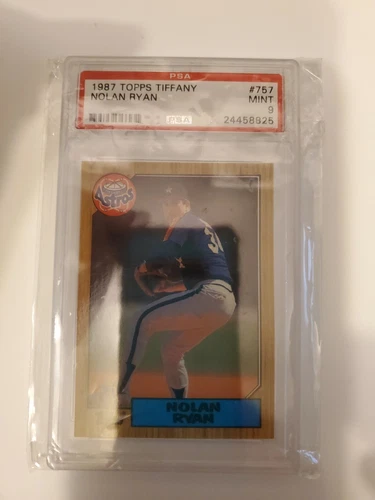 PSA
1987 TOPPS TIFFANY #757
NOLAN RYAN MINT
9
PSA 24458925
Astros
NOLAN
RYAN